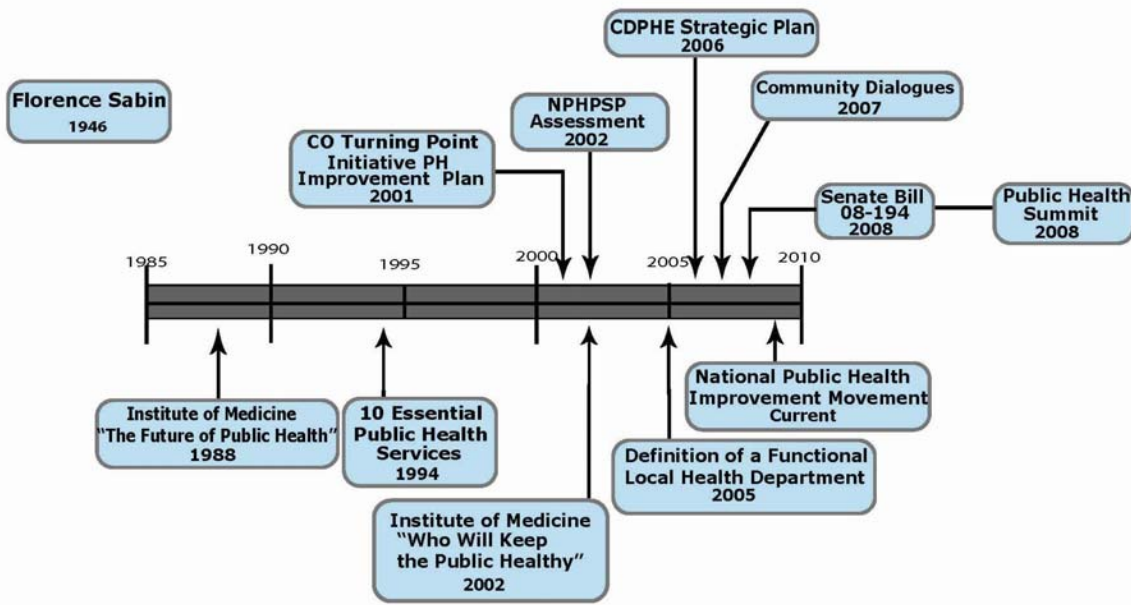 Florence Sabin
1946
CO Turning Point
Initiative PH
Improvement Plan
2001
NPHPSP
Assessment
2002
CDPHE Strategic Plan
2006
Community Dialogues
2007
Senate Bill
08-194
2008
Public Health
Summit
2008
1985
1990
1995
2000
2005
2010
Institute of Medicine
“The Future of Public Health”
1988
10 Essential
Public Health
Services
1994
Institute of Medicine
“Who Will Keep
the Public Healthy”
2002
Definition of a Functional
Local Health Department
2005
National Public Health
Improvement Movement
Current